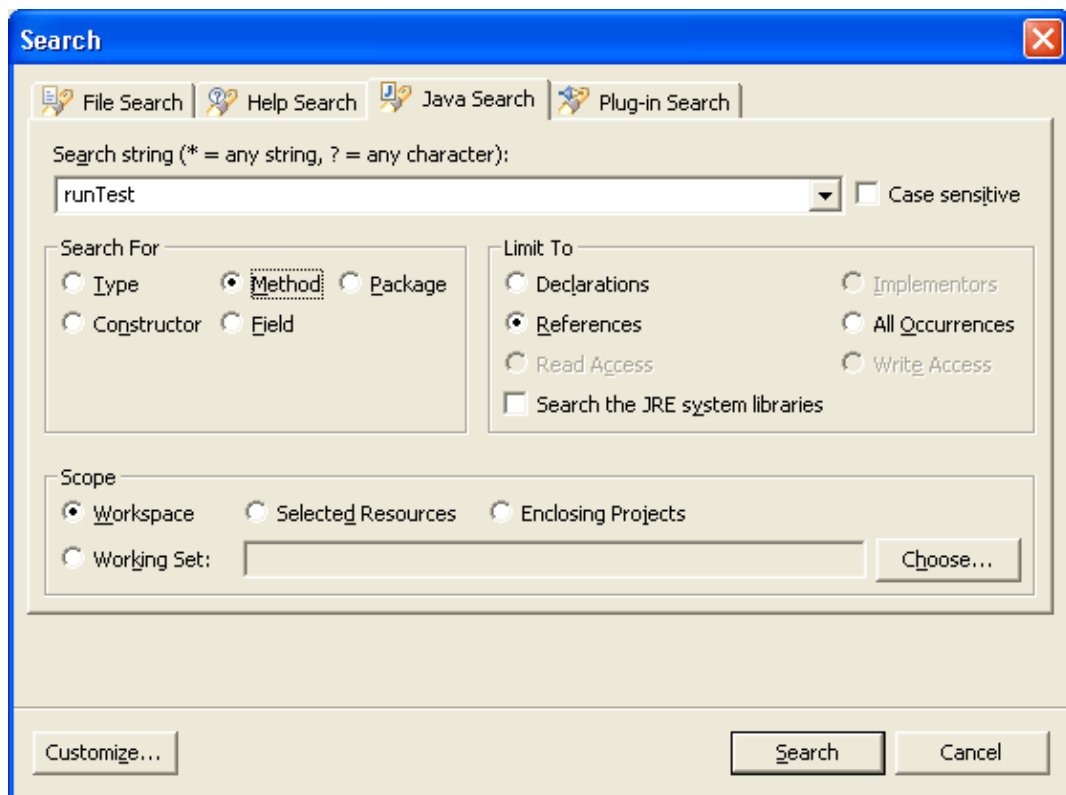 Search
File Search Help Search Java Search Plug-in Search
Search string (* = any string, ? = any character):
runTest Case sensitive
Search For
Type Method Package
Constructor Field
Limit To
Declarations Implementors
References All Occurrences
Read Access Write Access
Search the JRE system libraries
Scope
Workspace Selected Resources Enclosing Projects
Working Set: Choose...
Customize... Search Cancel